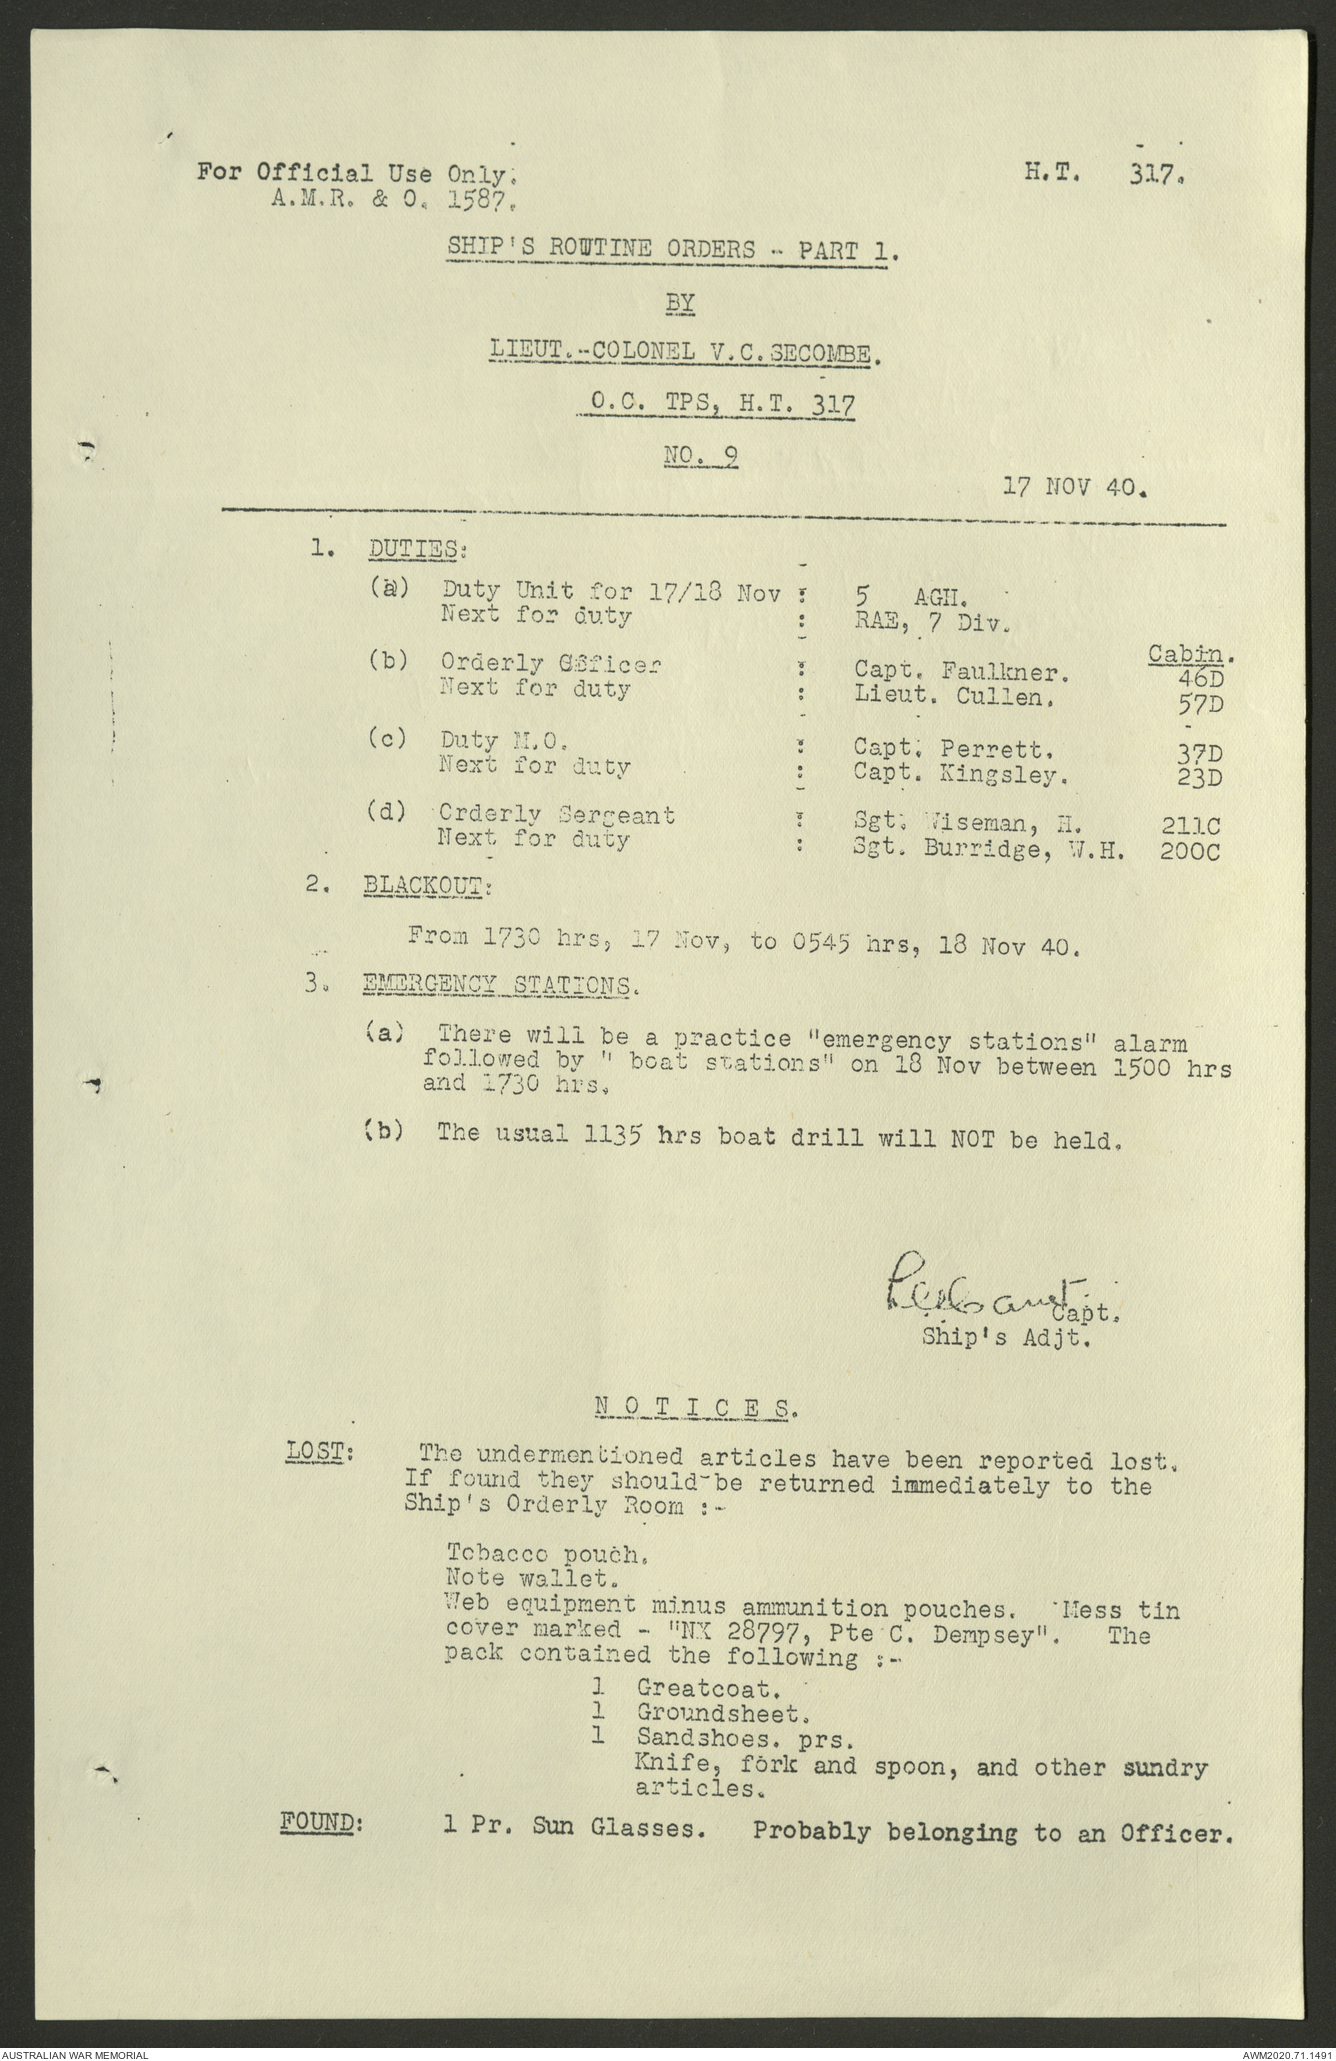 For Official Use Only. H.T. 317.
A.M.R. & O. 1587.
SHIP'S ROUTINE ORDERS - PART 1.
BY
LIEUT.-COLONEL V.C.SECOMBE.
O.C. TPS, H.T. 317
NO. 9
17 NOV 40.
1. DUTIES:
(a) Duty Unit for 17/18 Nov : 5 AGH.
Next for duty : RAE, 7 Div.
Cabin.
(b) Orderly Officer : Capt. Faulkner. 46D
Next for duty : Lieut. Cullen. 57D
(c) Duty M.O. : Capt. Perrett. 37D
Next for duty : Capt. Kingsley. 23D
(d) Orderly Sergeant : Sgt. Wiseman, H. 211C
Next for duty : Sgt. Burridge, W.H. 200C
2. BLACKOUT:
From 1730 hrs, 17 Nov, to 0545 hrs, 18 Nov 40.
3. EMERGENCY STATIONS.
(a) There will be a practice "emergency stations" alarm
followed by " boat stations" on 18 Nov between 1500 hrs
and 1730 hrs.
(b) The usual 1135 hrs boat drill will NOT be held.
Capt.
Ship's Adjt.
N O T I C E S.
LOST: The undermentioned articles have been reported lost.
If found they should be returned immediately to the
Ship's Orderly Room :-
Tobacco pouch.
Note wallet.
Web equipment minus ammunition pouches. Mess tin
cover marked - "NX 28797, Pte C. Dempsey". The
pack contained the following :-
1 Greatcoat.
1 Groundsheet.
1 Sandshoes. prs.
Knife, fork and spoon, and other sundry
articles.
FOUND: 1 Pr. Sun Glasses. Probably belonging to an Officer.
AUSTRALIAN WAR MEMORIAL AWM2020.71.1491